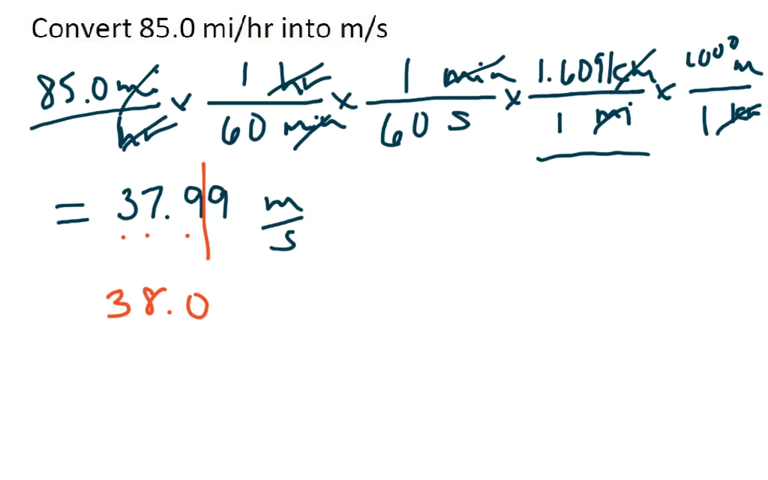 Convert 85.0 mi/hr into m/s
85.0 mi/hr x 1 hr/60 min x 1 min/60 s x 1.609 km/1 mi x 1000 m/1 km
= 37.99 m/s
38.0